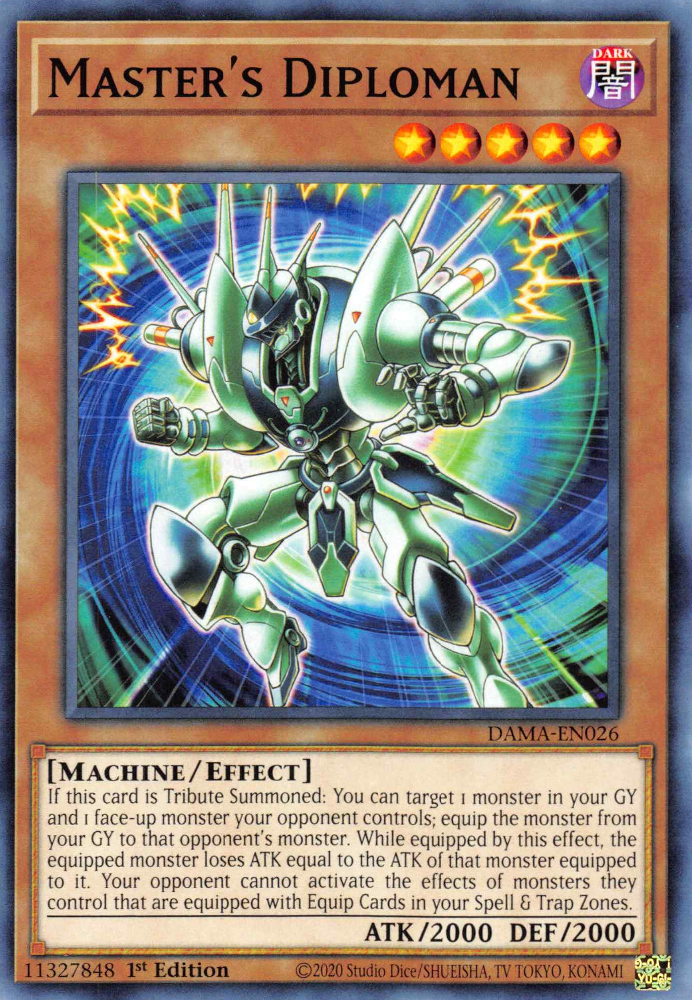 MASTER'S DIPLOMAN
DARK
闇
DAMA-EN026
[MACHINE/EFFECT]
If this card is Tribute Summoned: You can target 1 monster in your GY
and 1 face-up monster your opponent controls; equip the monster from
your GY to that opponent's monster. While equipped by this effect, the
equipped monster loses ATK equal to the ATK of that monster equipped
to it. Your opponent cannot activate the effects of monsters they
control that are equipped with Equip Cards in your Spell & Trap Zones.
ATK/2000 DEF/2000
11327848 1st Edition ©2020 Studio Dice/SHUEISHA, TV TOKYO, KONAMI